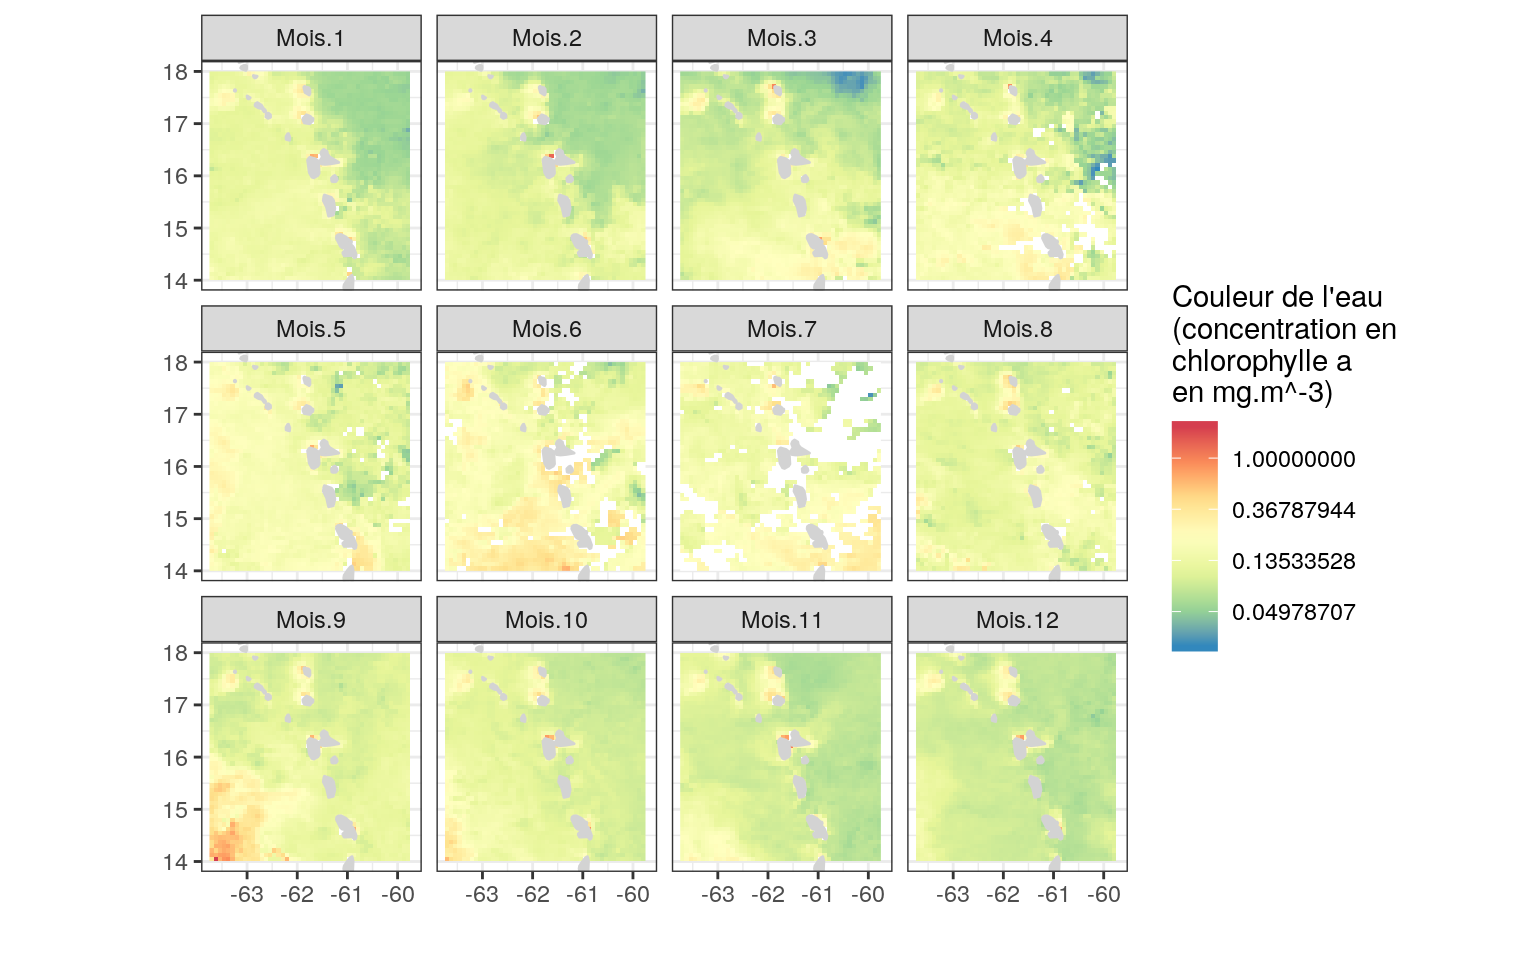 Mois.1 Mois.2 Mois.3 Mois.4
18
17
16
15
14
Mois.5 Mois.6 Mois.7 Mois.8
18
17
16
15
14
Mois.9 Mois.10 Mois.11 Mois.12
18
17
16
15
14
-63 -62 -61 -60 -63 -62 -61 -60 -63 -62 -61 -60 -63 -62 -61 -60
Couleur de l'eau
(concentration en
chlorophylle a
en mg.m^-3)
1.00000000
0.36787944
0.13533528
0.04978707